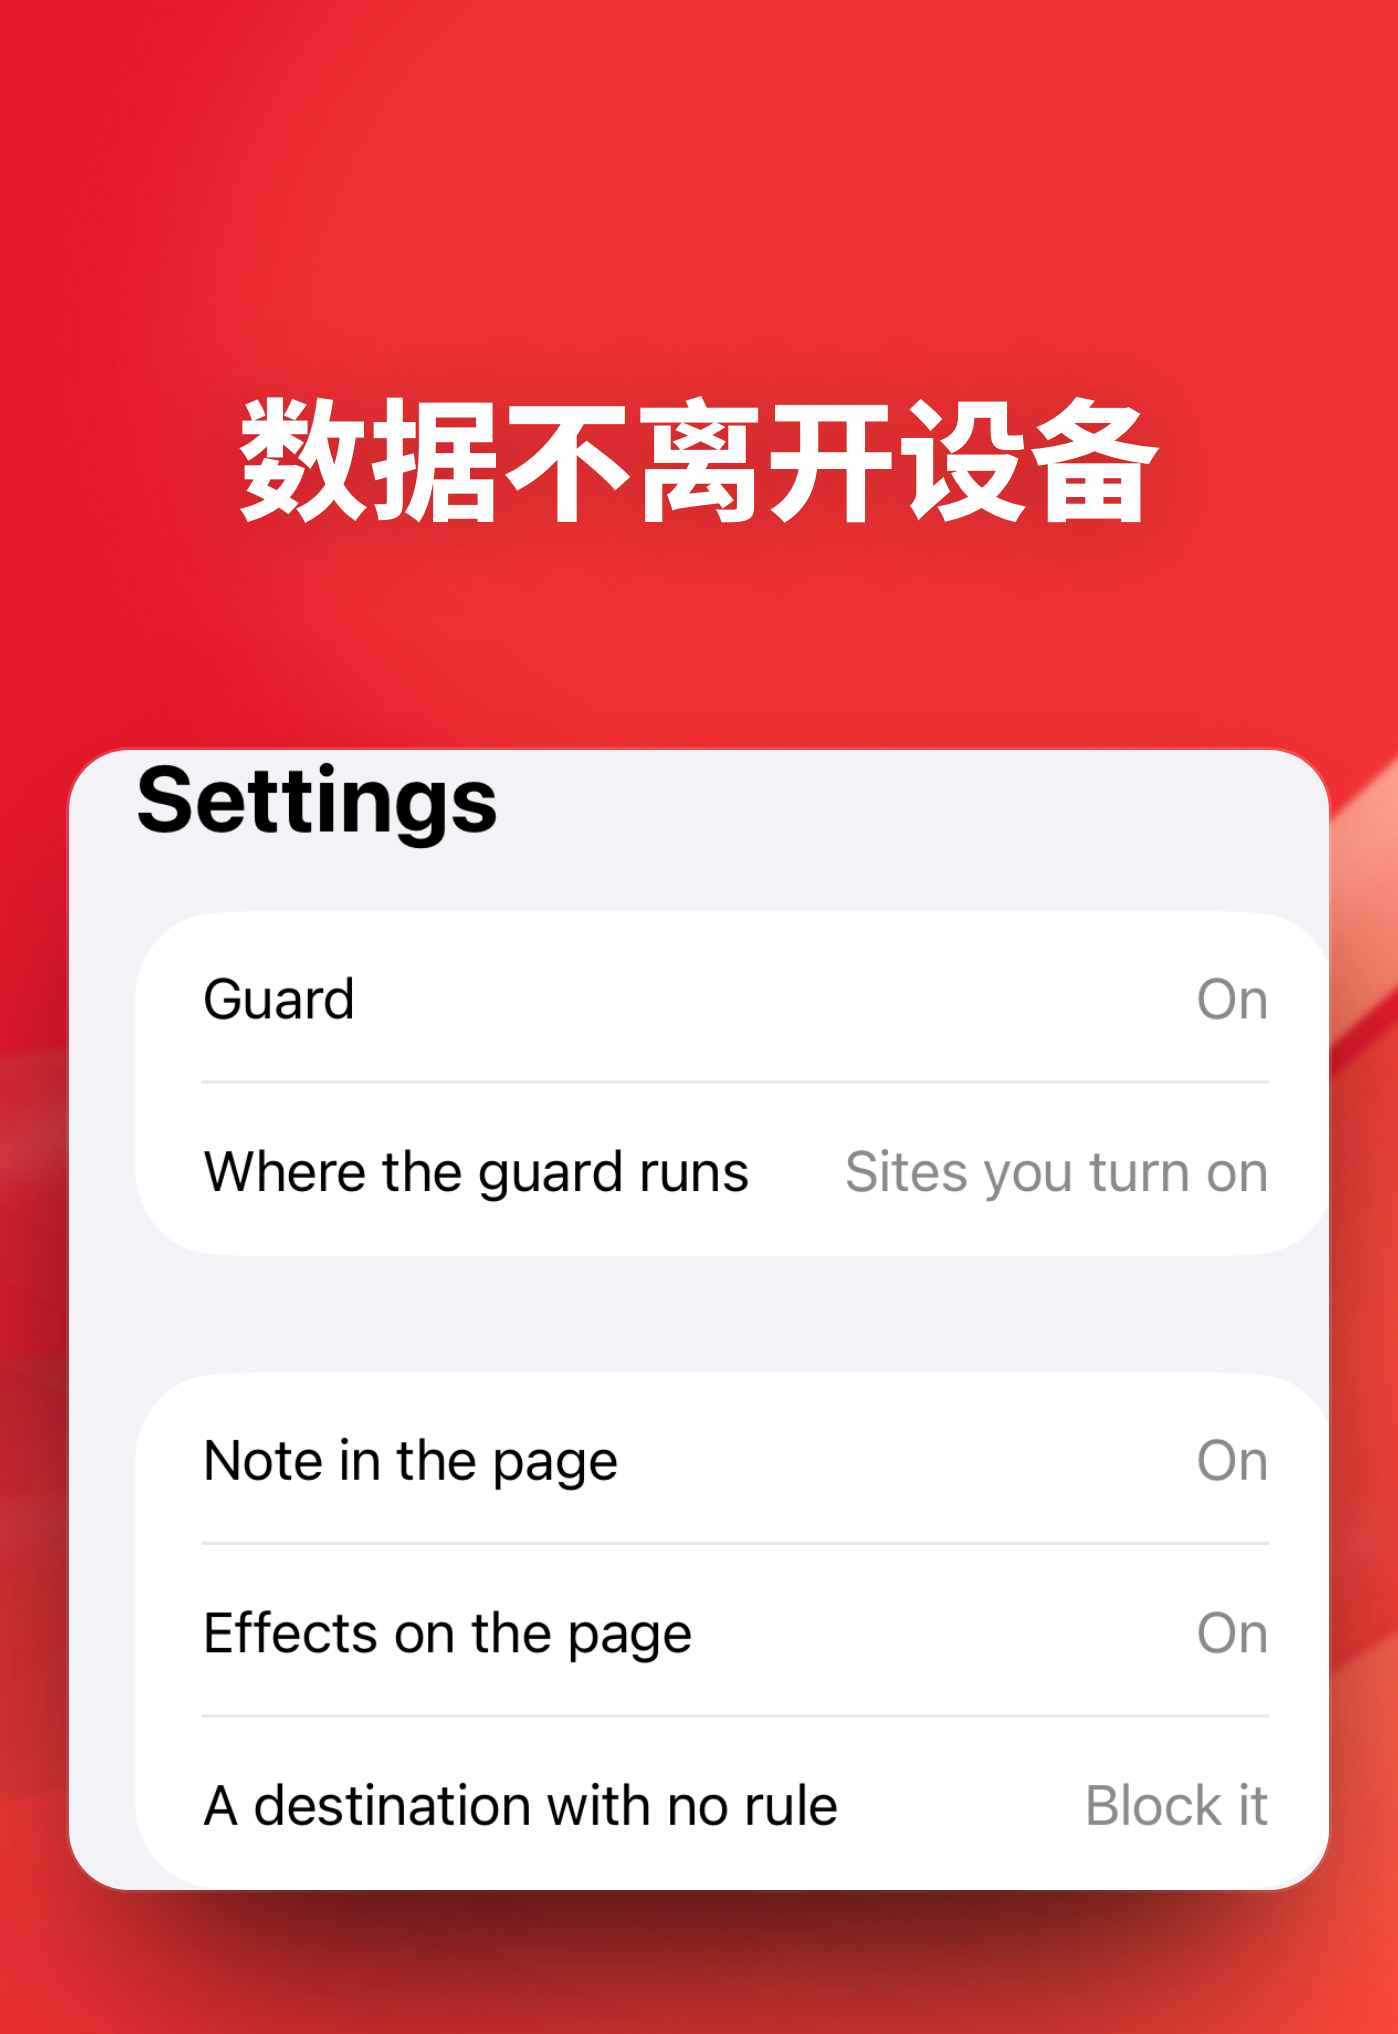 数据不离开设备
Settings
Guard On
Where the guard runs Sites you turn on
Note in the page On
Effects on the page On
A destination with no rule Block it